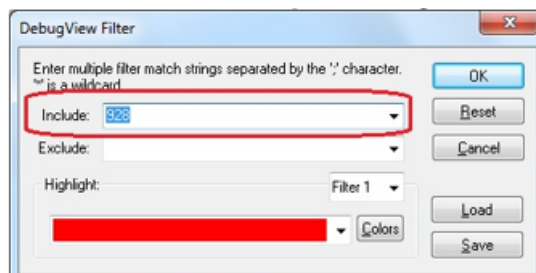 DebugView Filter
Enter multiple filter match strings separated by the ';' character.
'*' is a wildcard.
OK
Include: 928
Reset
Exclude:
Cancel
Highlight:
Filter 1
Load
Colors
Save